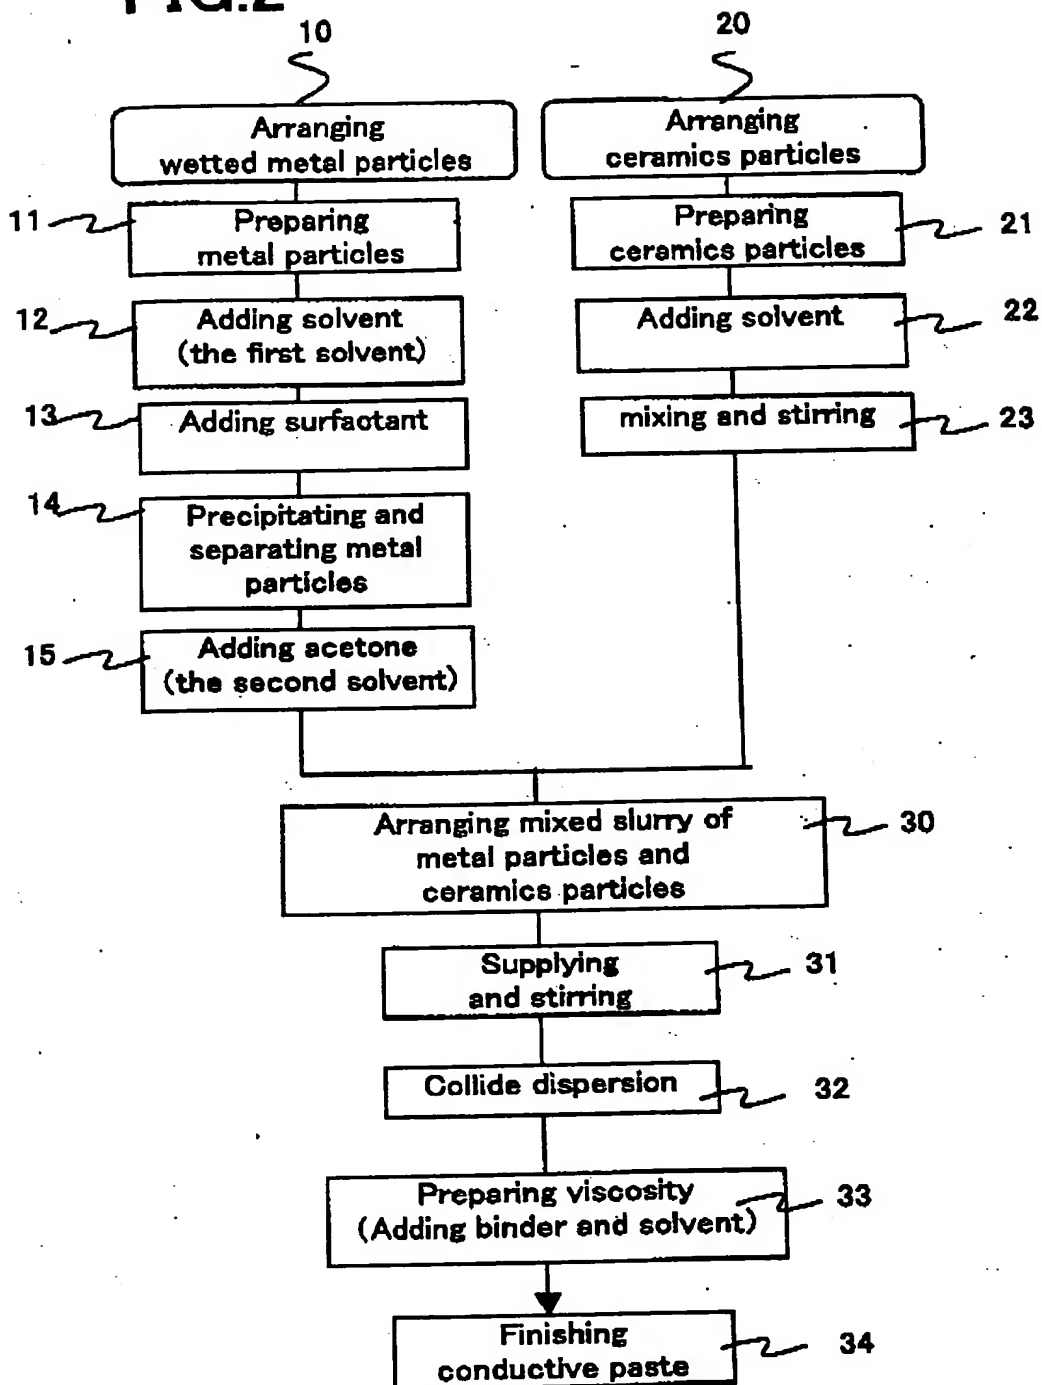 FIG.2
10
20
Arranging
wetted metal particles
Arranging
ceramics particles
11
Preparing
metal particles
Preparing
ceramics particles
21
12
Adding solvent
(the first solvent)
Adding solvent
22
13
Adding surfactant
mixing and stirring
23
14
Precipitating and
separating metal
particles
15
Adding acetone
(the second solvent)
Arranging mixed slurry of
metal particles and
ceramics particles
30
Supplying
and stirring
31
Collide dispersion
32
Preparing viscosity
(Adding binder and solvent)
33
Finishing
conductive paste
34